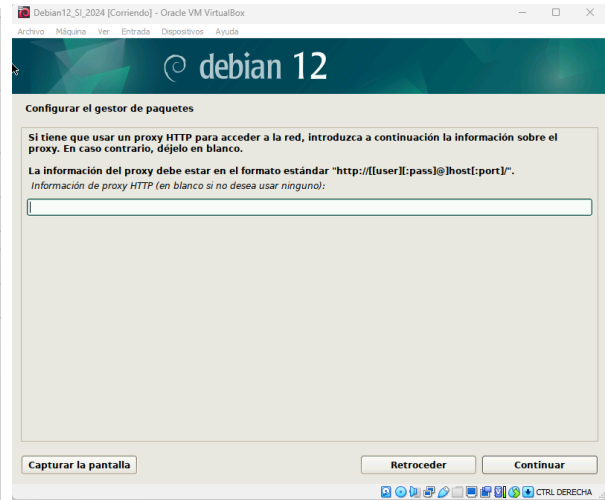 Debian12_SI_2024 [Corriendo] - Oracle VM VirtualBox
Archivo Máquina Ver Entrada Dispositivos Ayuda
debian 12
Configurar el gestor de paquetes
Si tiene que usar un proxy HTTP para acceder a la red, introduzca a continuación la información sobre el
proxy. En caso contrario, déjelo en blanco.
La información del proxy debe estar en el formato estándar "http://[[user][:pass]@]host[:port]/".
Información de proxy HTTP (en blanco si no desea usar ninguno):
Capturar la pantalla Retroceder Continuar
CTRL DERECHA